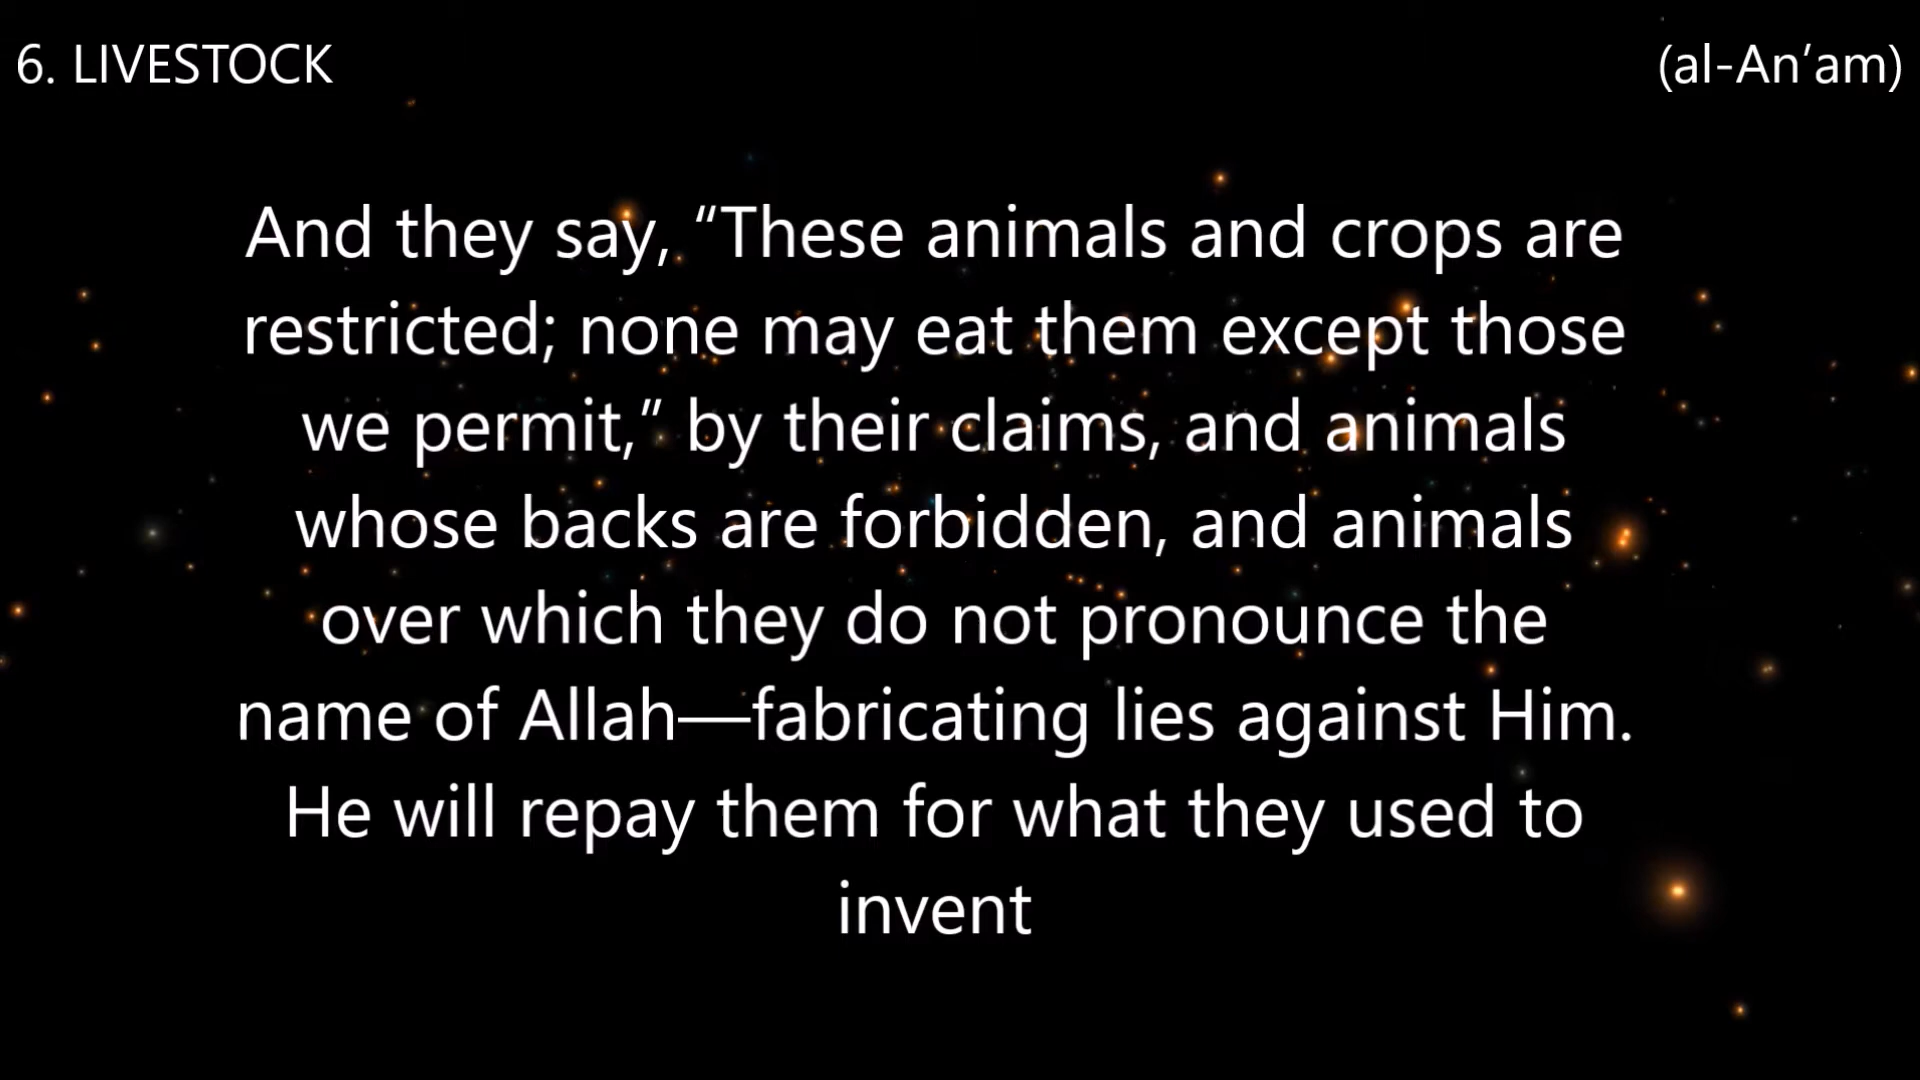 6. LIVESTOCK
(al-An’am)
And they say, “These animals and crops are
restricted; none may eat them except those
we permit,” by their claims, and animals
whose backs are forbidden, and animals
over which they do not pronounce the
name of Allah—fabricating lies against Him.
He will repay them for what they used to
invent